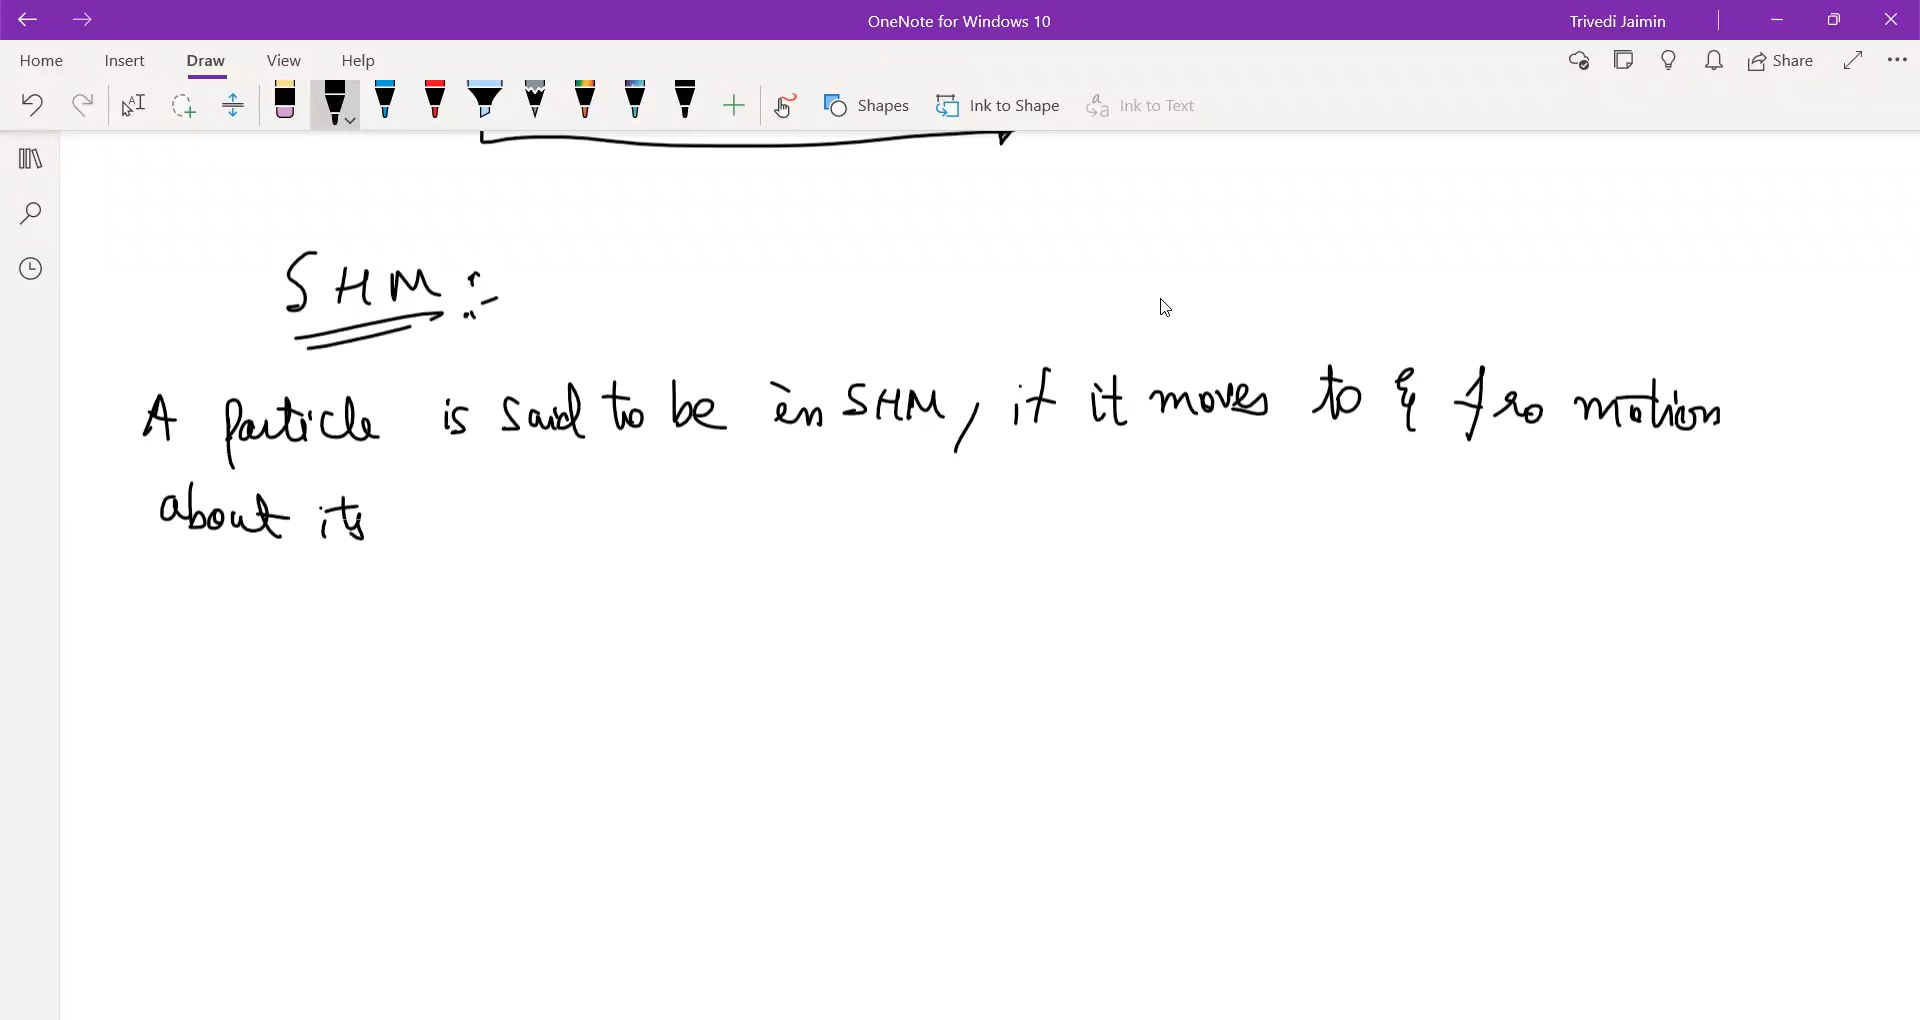 OneNote for Windows 10
Trivedi Jaimin
Home Insert Draw View Help
Share
Shapes Ink to Shape Ink to Text
SHM :-
A particle is said to be in SHM, if it moves to & fro motion
about its